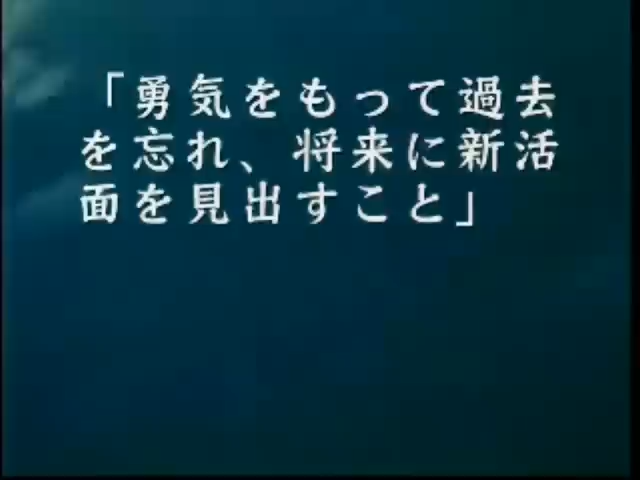 「勇気をもって過去
を忘れ、将来に新活
面を見出すこと」